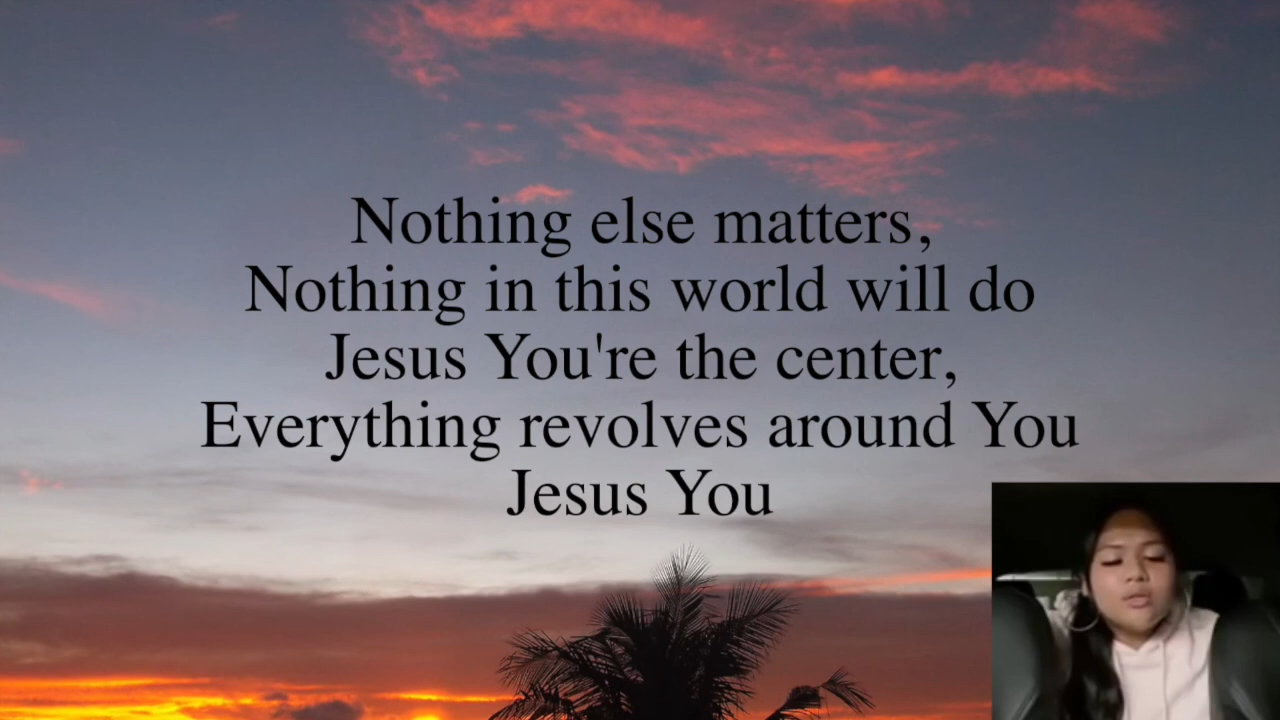 Nothing else matters,
Nothing in this world will do
Jesus You're the center,
Everything revolves around You
Jesus You